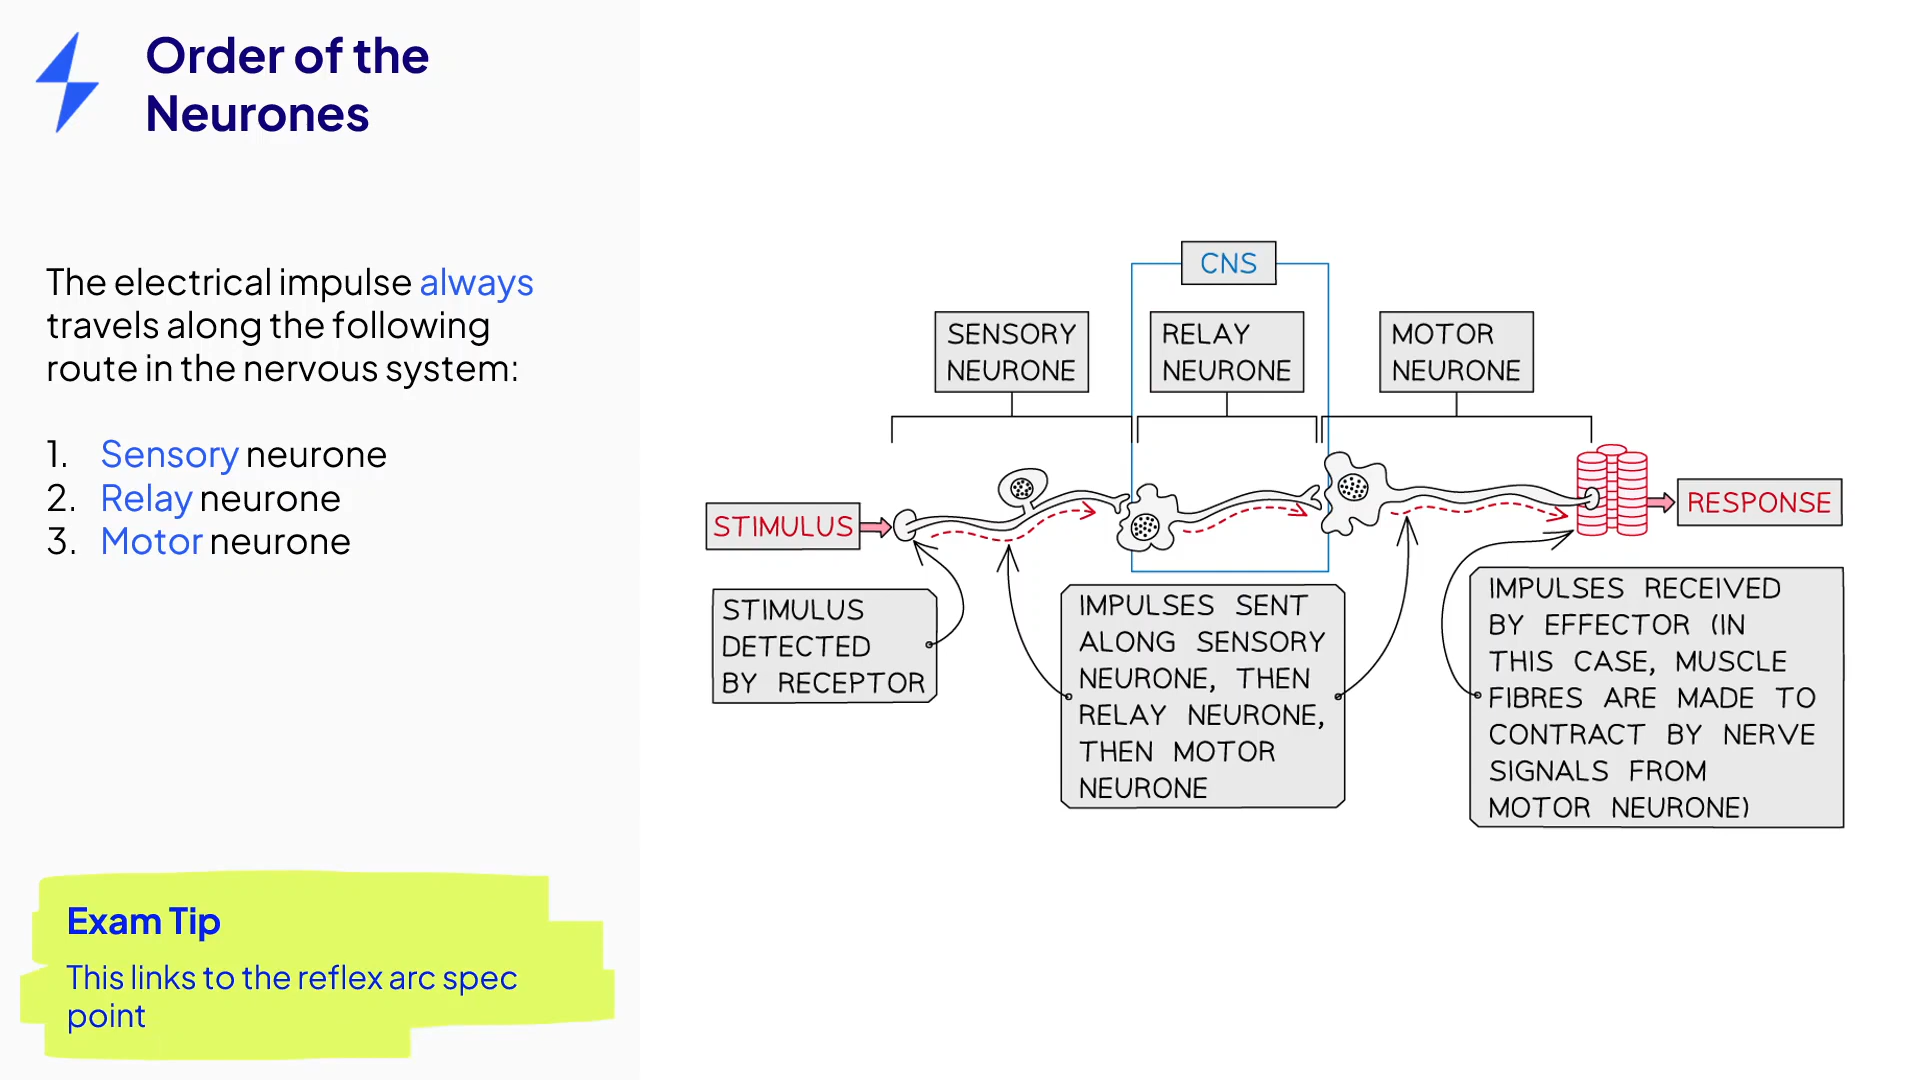 Order of the
Neurones
The electrical impulse always
travels along the following
route in the nervous system:
1. Sensory neurone
2. Relay neurone
3. Motor neurone
Exam Tip
This links to the reflex arc spec
point
CNS
SENSORY
NEURONE
RELAY
NEURONE
MOTOR
NEURONE
STIMULUS
RESPONSE
STIMULUS
DETECTED
BY RECEPTOR
IMPULSES SENT
ALONG SENSORY
NEURONE, THEN
RELAY NEURONE,
THEN MOTOR
NEURONE
IMPULSES RECEIVED
BY EFFECTOR (IN
THIS CASE, MUSCLE
FIBRES ARE MADE TO
CONTRACT BY NERVE
SIGNALS FROM
MOTOR NEURONE)